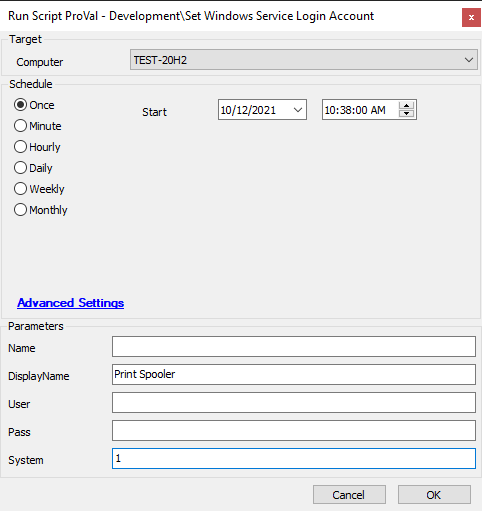 Run Script ProVal - Development\Set Windows Service Login Account
x
Target
Computer TEST-20H2
Schedule
Once Start 10/12/2021 10:38:00 AM
Minute
Hourly
Daily
Weekly
Monthly
Advanced Settings
Parameters
Name
DisplayName Print Spooler
User
Pass
System 1
Cancel OK